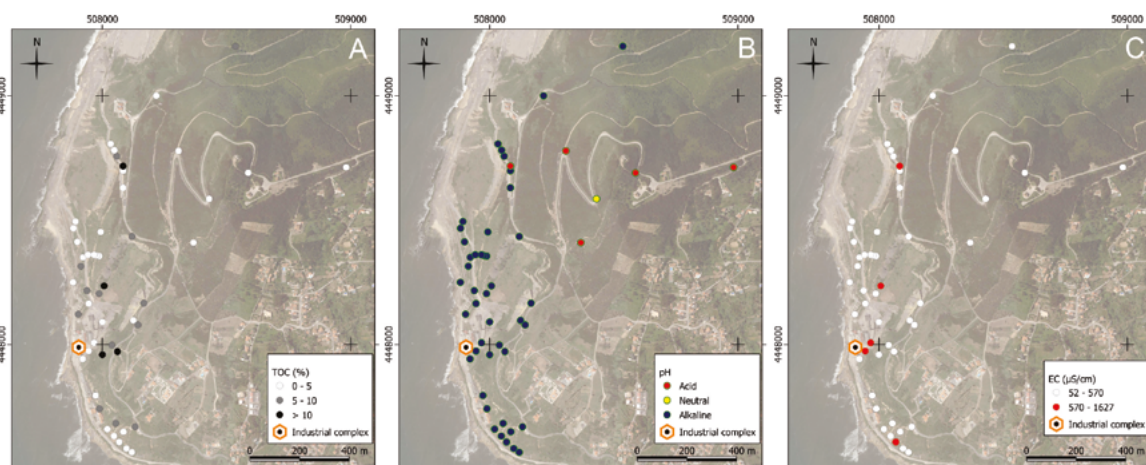 508000
509000
508000
509000
508000
509000
N
A
N
B
N
C
4449000
4448000
4449000
4448000
4449000
4448000
TOC (%)
0 - 5
5 - 10
> 10
Industrial complex
0 200 400 m
pH
Acid
Neutral
Alkaline
Industrial complex
0 200 400 m
EC (µS/cm)
52 - 570
570 - 1627
Industrial complex
0 200 400 m